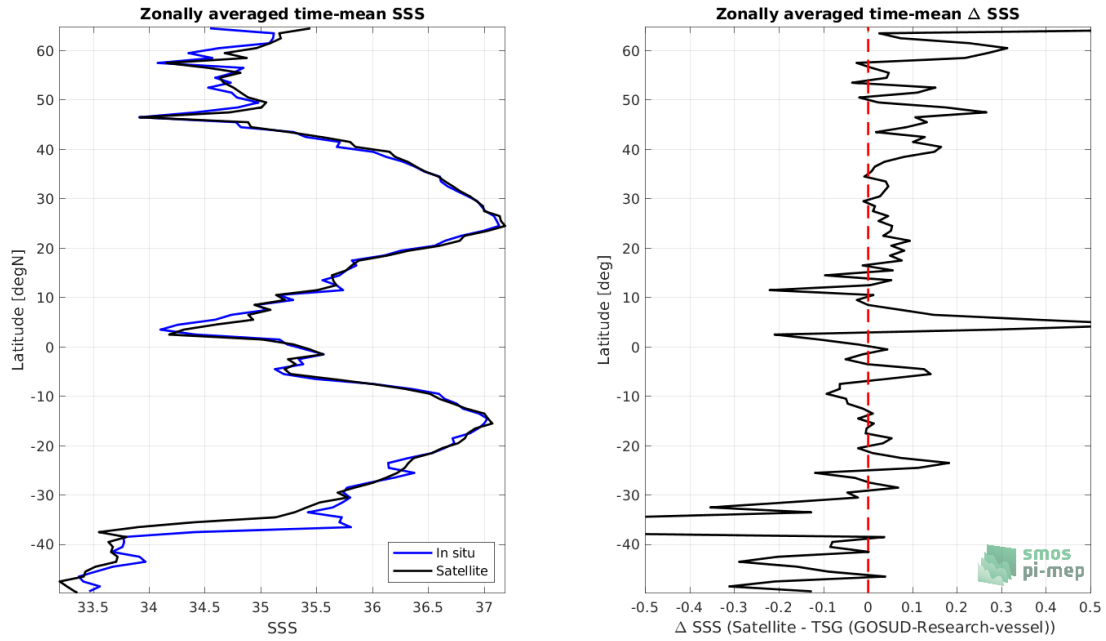 Zonally averaged time-mean SSS
60
50
40
30
20
10
0
-10
-20
-30
-40
Latitude [degN]
33.5 34 34.5 35 35.5 36 36.5 37
SSS
In situ
Satellite
Zonally averaged time-mean Δ SSS
60
50
40
30
20
10
0
-10
-20
-30
-40
Latitude [deg]
-0.5 -0.4 -0.3 -0.2 -0.1 0 0.1 0.2 0.3 0.4 0.5
Δ SSS (Satellite - TSG (GOSUD-Research-vessel))
smos
pi-mep